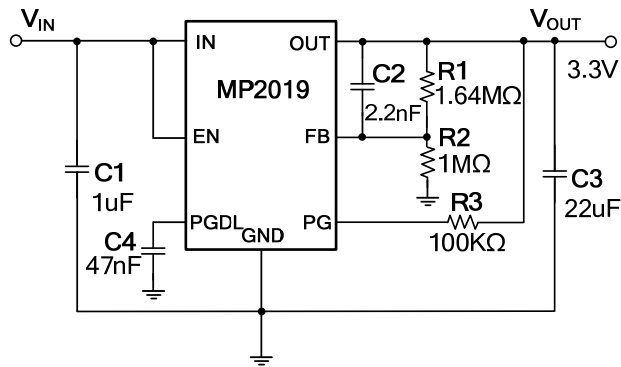 VIN
VOUT
3.3V
IN
OUT
MP2019
EN
FB
PGDL
GND
PG
C1
1uF
C4
47nF
C2
2.2nF
R1
1.64MΩ
R2
1MΩ
R3
100KΩ
C3
22uF